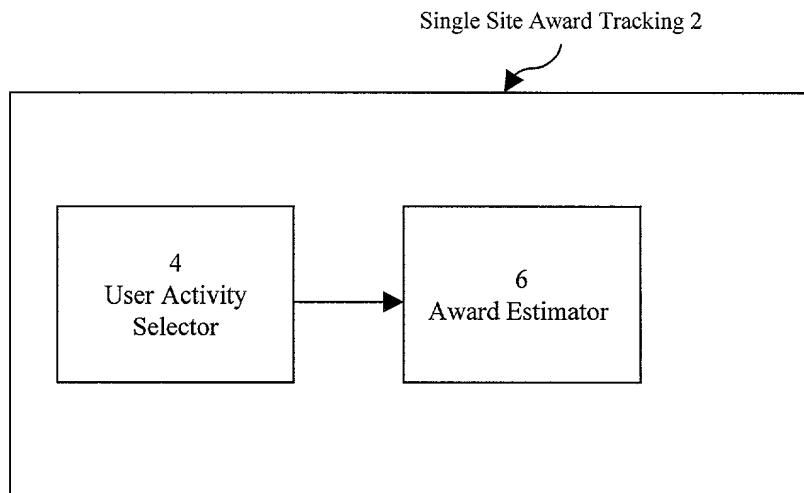 Single Site Award Tracking 2
4
User Activity
Selector
6
Award Estimator